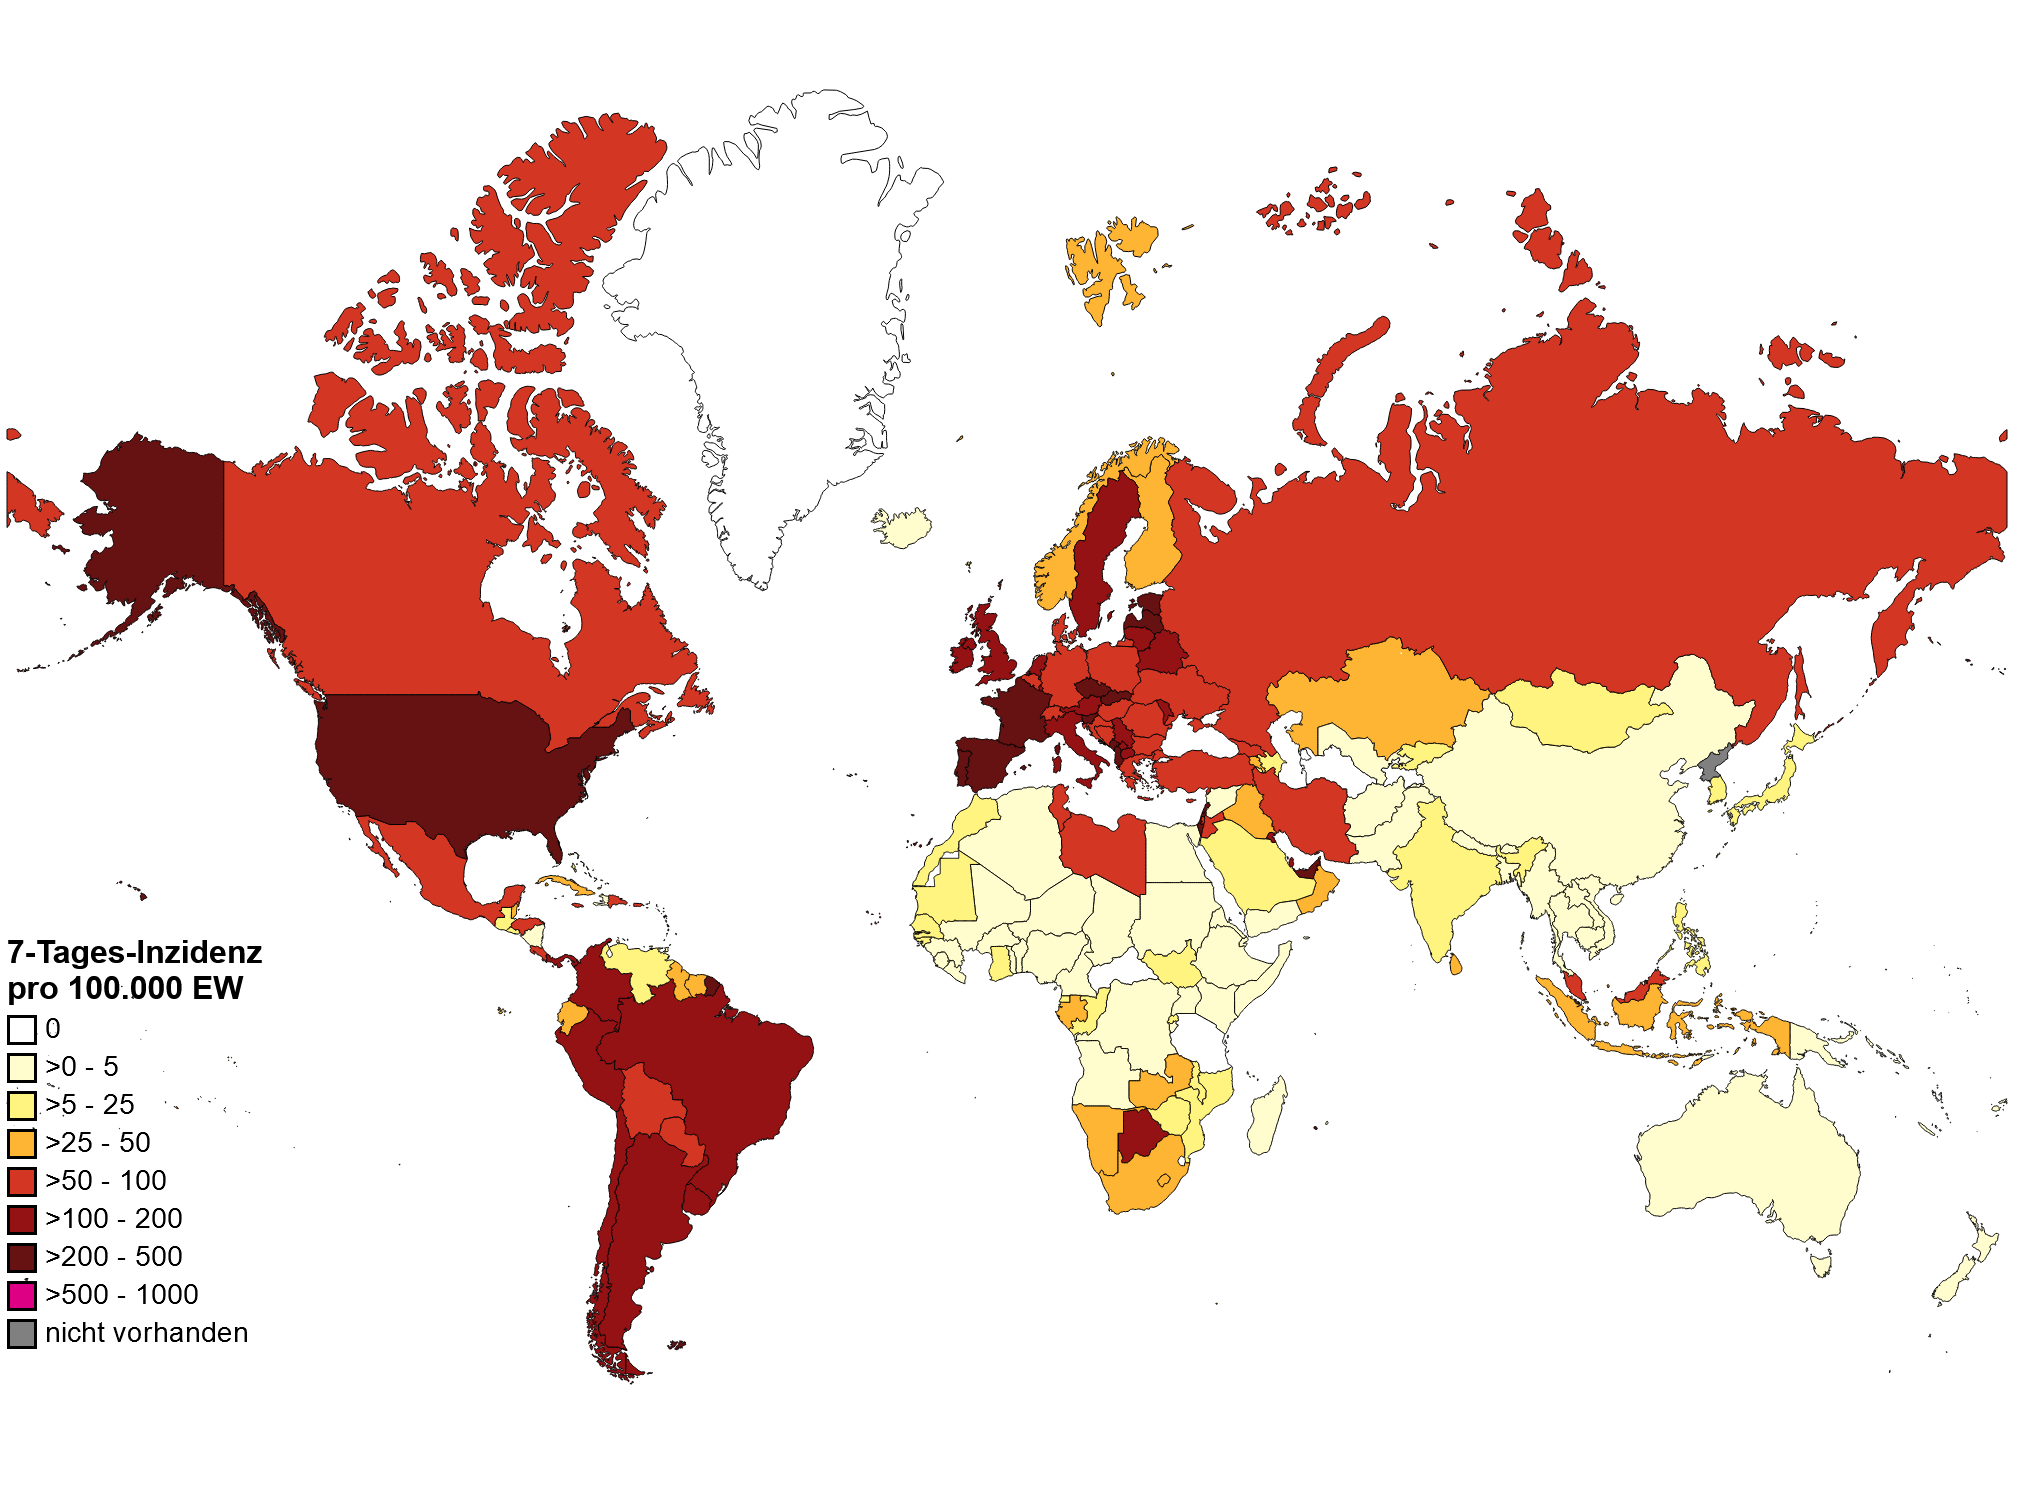 7-Tages-Inzidenz
pro 100.000 EW
0
>0 - 5
>5 - 25
>25 - 50
>50 - 100
>100 - 200
>200 - 500
>500 - 1000
nicht vorhanden